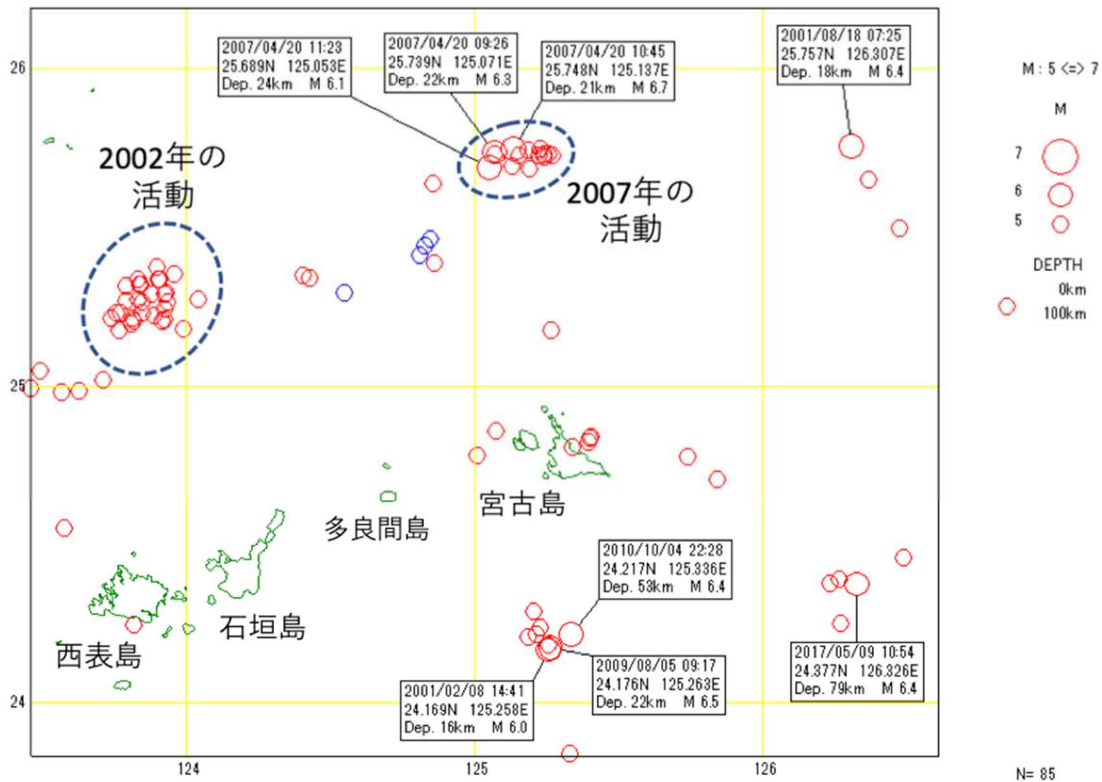 2007/04/20 11:23
25.689N 125.053E
Dep. 24km M 6.1
2007/04/20 09:26
25.739N 125.071E
Dep. 22km M 6.3
2007/04/20 10:45
25.748N 125.137E
Dep. 21km M 6.7
2001/08/18 07:25
25.757N 126.307E
Dep. 18km M 6.4
M : 5 <=> 7
M
7
6
5
DEPTH
0km
100km
26
2002年の
活動
2007年の
活動
25
宮古島
多良間島
石垣島
西表島
2010/10/04 22:28
24.217N 125.336E
Dep. 53km M 6.4
2009/08/05 09:17
24.176N 125.263E
Dep. 22km M 6.5
2001/02/08 14:41
24.169N 125.258E
Dep. 16km M 6.0
2017/05/09 10:54
24.377N 126.326E
Dep. 79km M 6.4
24
124
125
126
N= 85